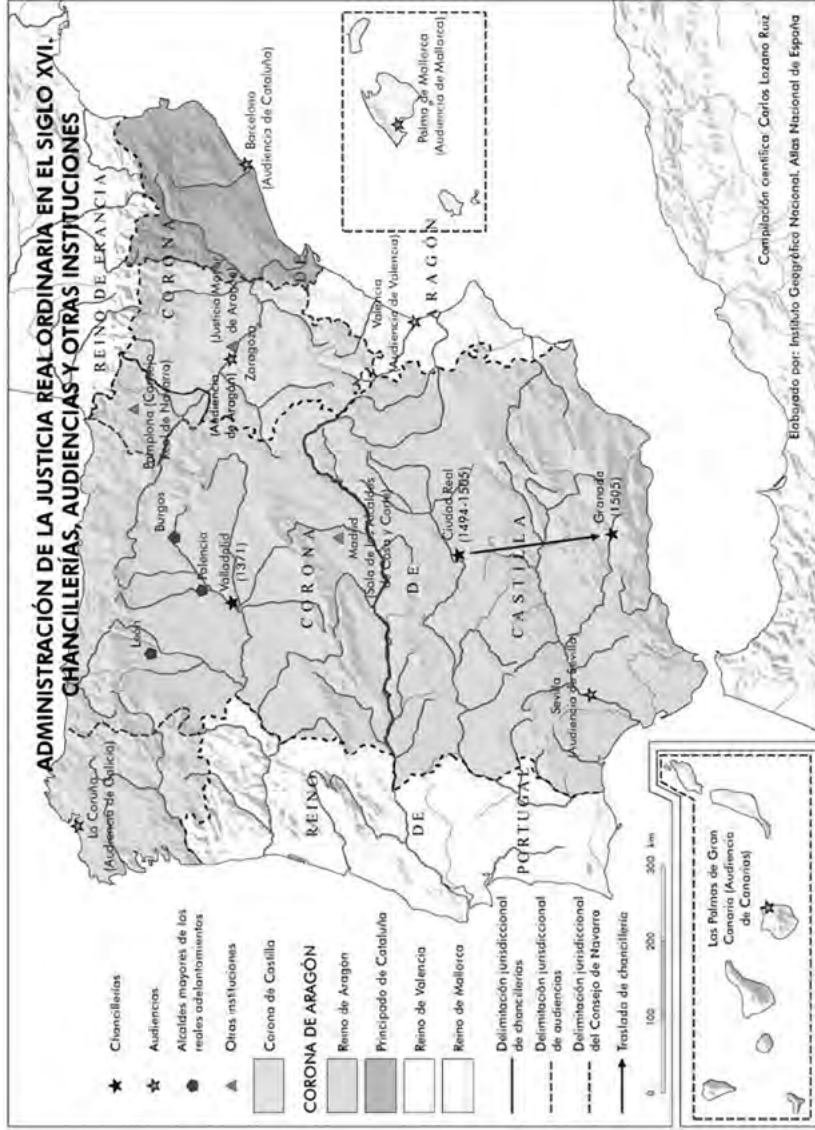 ADMINISTRACIÓN DE LA JUSTICIA REAL ORDINARIA EN EL SIGLO XVI.
CHANCILLERÍAS, AUDIENCIAS Y OTRAS INSTITUCIONES
REINO DE FRANCIA
CORONA
DE
ARAGÓN
La Coruña
(Audiencia de Galicia)
León
Burgos
Palencia
Valladolid
(1371)
Pamplona (Consejo
Real de Navarra)
(Audiencia
de Aragón)
(Justicia Mayor
de Aragón)
Zaragoza
Barcelona
(Audiencia de Cataluña)
CORONA
DE
CASTILLA
Madrid
(Sala de los Alcaldes
de Casa y Corte)
Valencia
(Audiencia de Valencia)
Palma de Mallorca
(Audiencia de Mallorca)
REINO
DE
PORTUGAL
Ciudad Real
(1494-1505)
Sevilla
(Audiencia de Sevilla)
Granada
(1505)
Chancillerías
Audiencias
Alcaldes mayores de los
reales adelantamientos
Otras instituciones
Corona de Castilla
CORONA DE ARAGÓN
Reino de Aragón
Principado de Cataluña
Reino de Valencia
Reino de Mallorca
Delimitación jurisdiccional
de chancillerías
Delimitación jurisdiccional
de audiencias
Delimitación jurisdiccional
del Consejo de Navarra
Traslado de chancillería
0 100 200 300 km
Las Palmas de Gran
Canaria (Audiencia
de Canarias)
Compilación científica: Carlos Lozano Ruiz
Elaborado por: Instituto Geográfico Nacional. Atlas Nacional de España